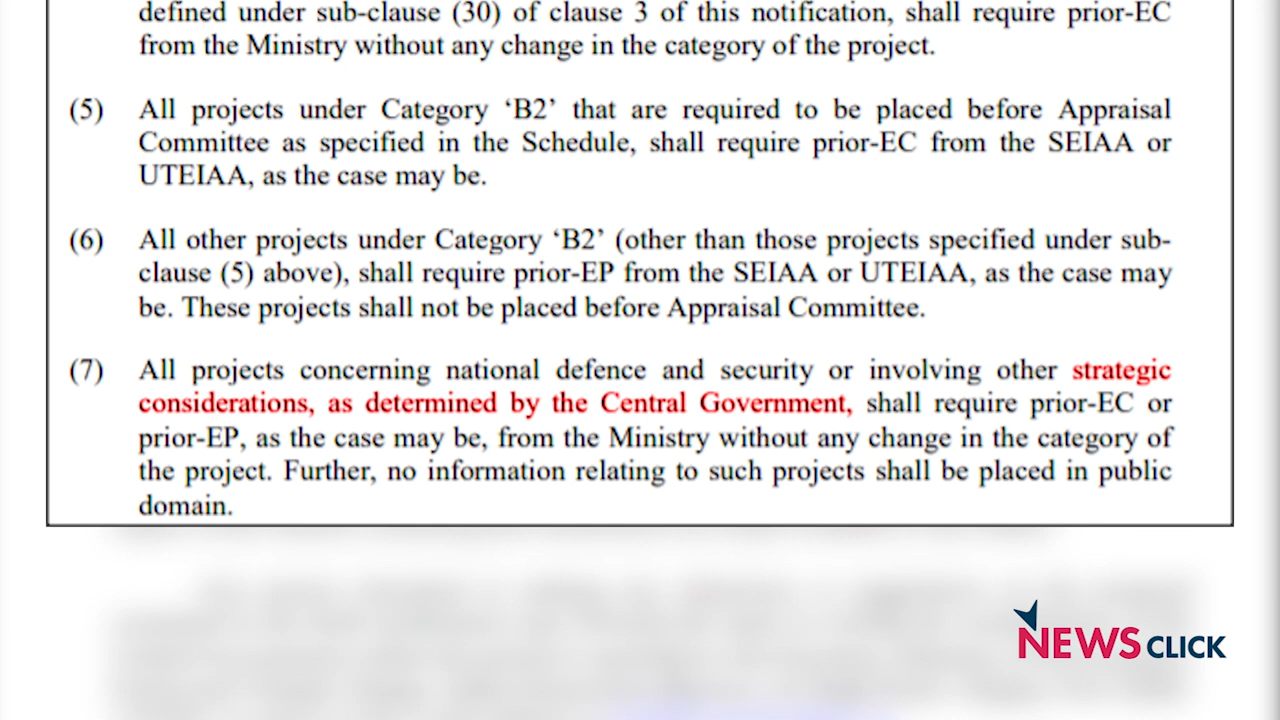 defined under sub-clause (30) of clause 3 of this notification, shall require prior-EC
from the Ministry without any change in the category of the project.
(5) All projects under Category ‘B2’ that are required to be placed before Appraisal
Committee as specified in the Schedule, shall require prior-EC from the SEIAA or
UTEIAA, as the case may be.
(6) All other projects under Category ‘B2’ (other than those projects specified under sub-
clause (5) above), shall require prior-EP from the SEIAA or UTEIAA, as the case may
be. These projects shall not be placed before Appraisal Committee.
(7) All projects concerning national defence and security or involving other strategic
considerations, as determined by the Central Government, shall require prior-EC or
prior-EP, as the case may be, from the Ministry without any change in the category of
the project. Further, no information relating to such projects shall be placed in public
domain.
NEWS CLICK